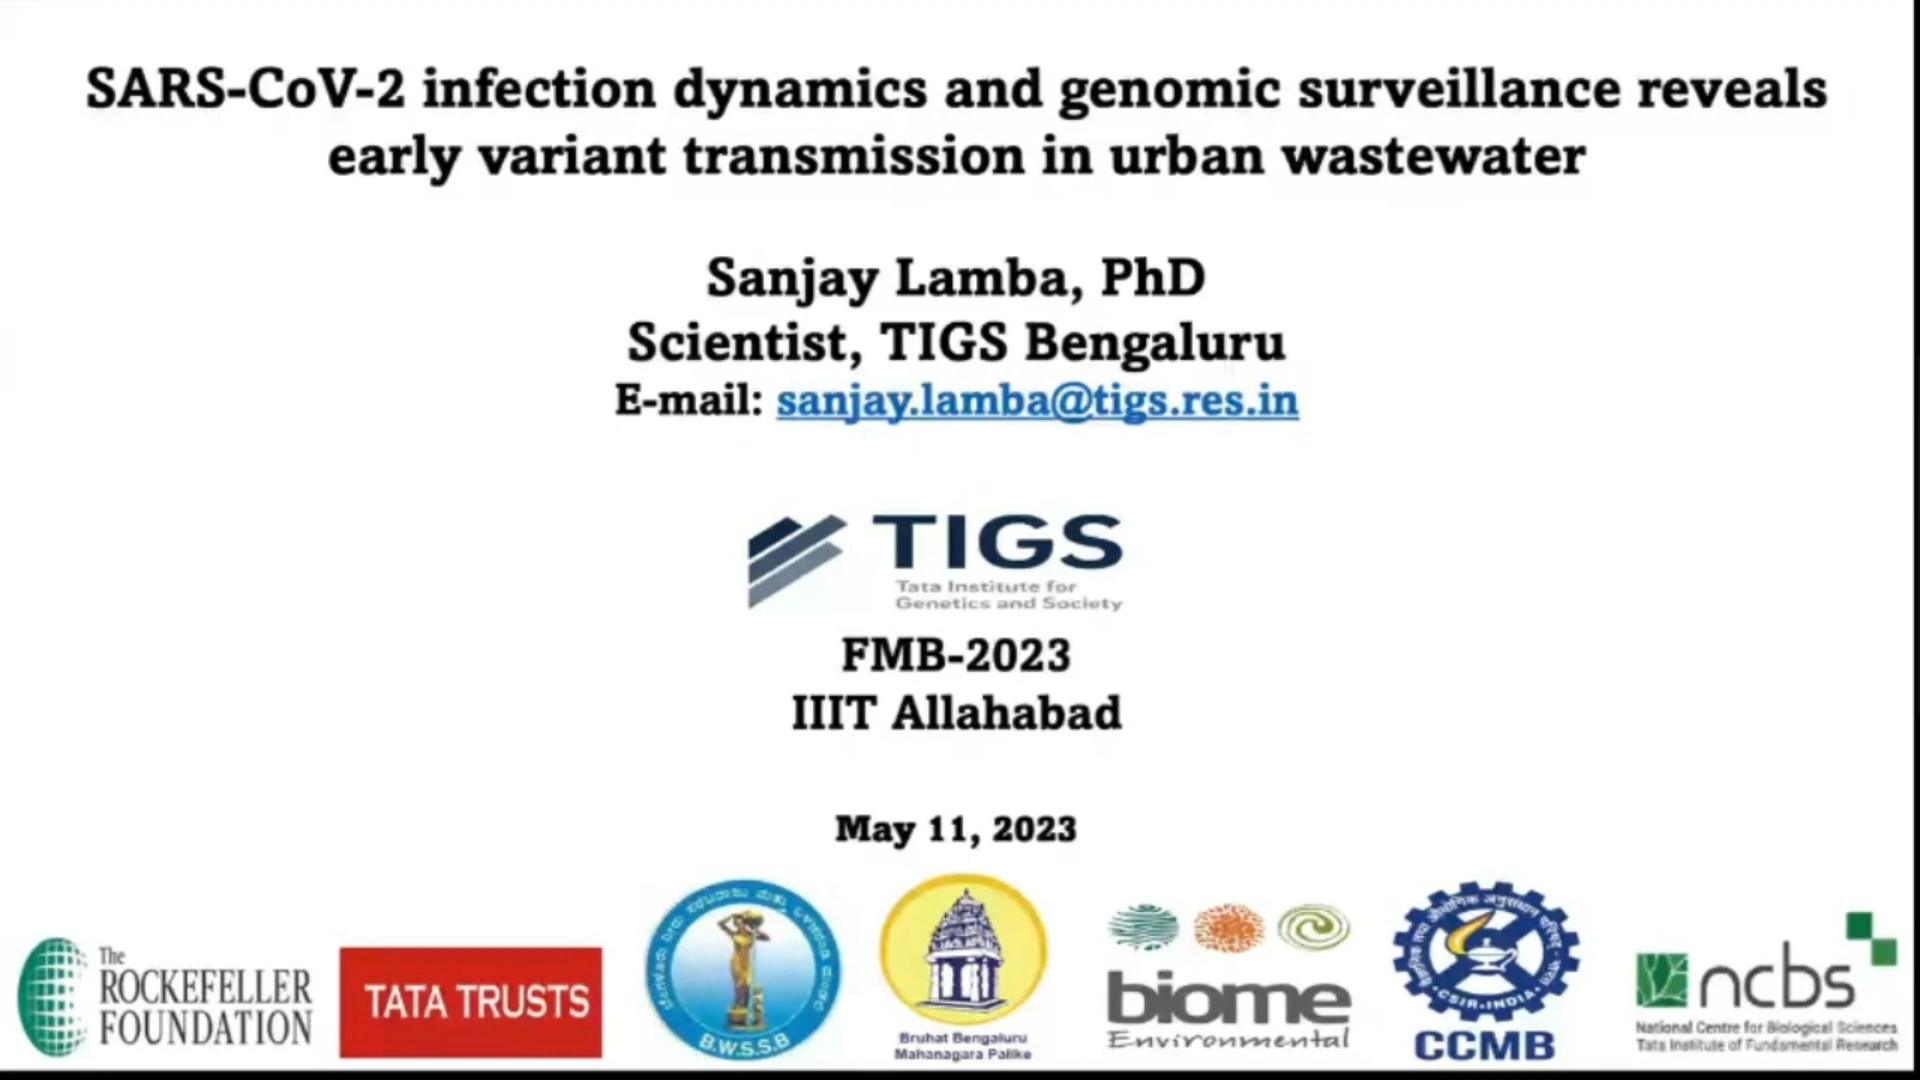 SARS-CoV-2 infection dynamics and genomic surveillance reveals
early variant transmission in urban wastewater
Sanjay Lamba, PhD
Scientist, TIGS Bengaluru
E-mail: sanjay.lamba@tigs.res.in
TIGS
Tata Institute for
Genetics and Society
FMB-2023
IIIT Allahabad
May 11, 2023
The
ROCKEFELLER
FOUNDATION
TATA TRUSTS
B.W.S.S.B
Bruhat Bengaluru
Mahanagara Palike
biome
Environmental
CSIR-INDIA
CCMB
ncbs
National Centre for Biological Sciences
Tata Institute of Fundamental Research